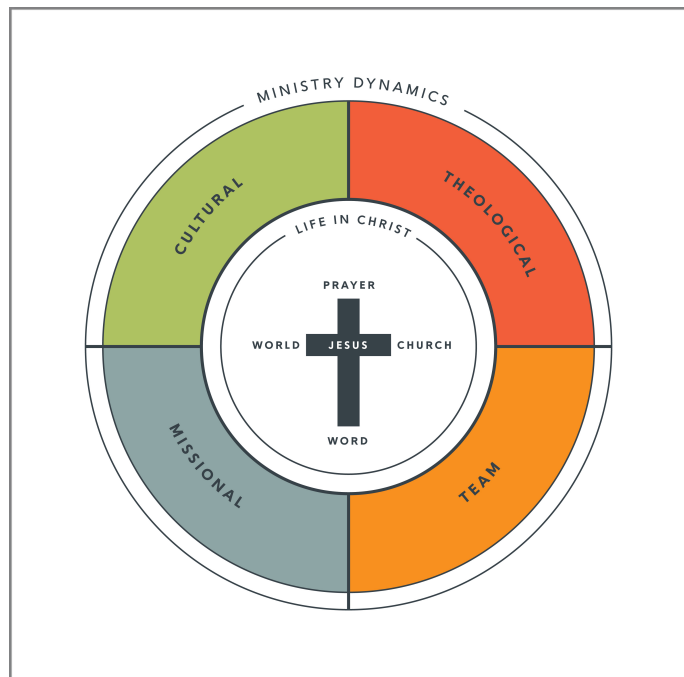 MINISTRY DYNAMICS
CULTURAL
THEOLOGICAL
LIFE IN CHRIST
PRAYER
WORLD JESUS CHURCH
WORD
MISSIONAL
TEAM